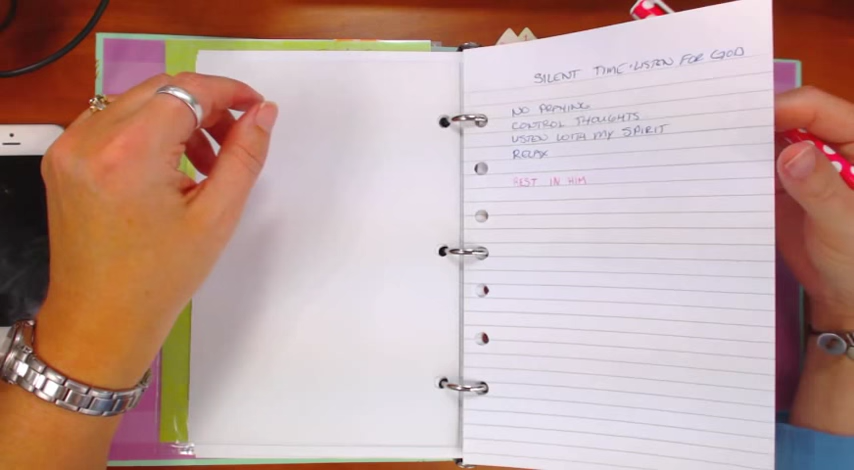 SILENT TIME: LISTEN FOR GOD
NO PRAYING
CONTROL THOUGHTS
LISTEN WITH MY SPIRIT
RELAX
REST IN HIM